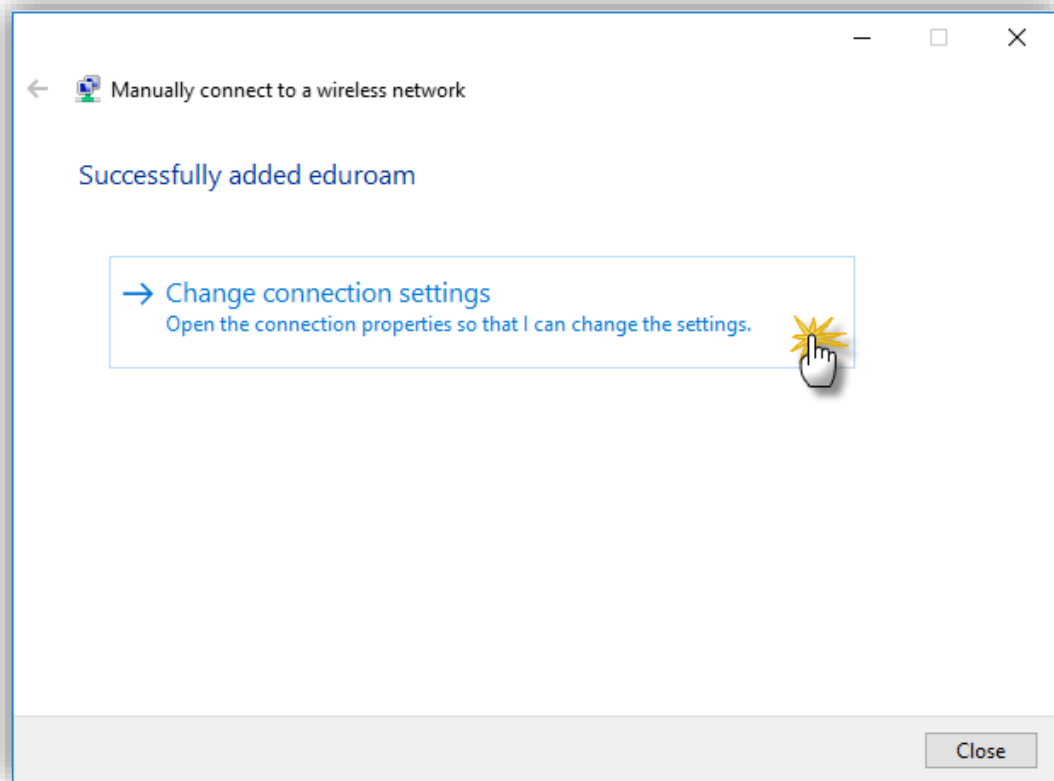 Manually connect to a wireless network
Successfully added eduroam
Change connection settings
Open the connection properties so that I can change the settings.
Close